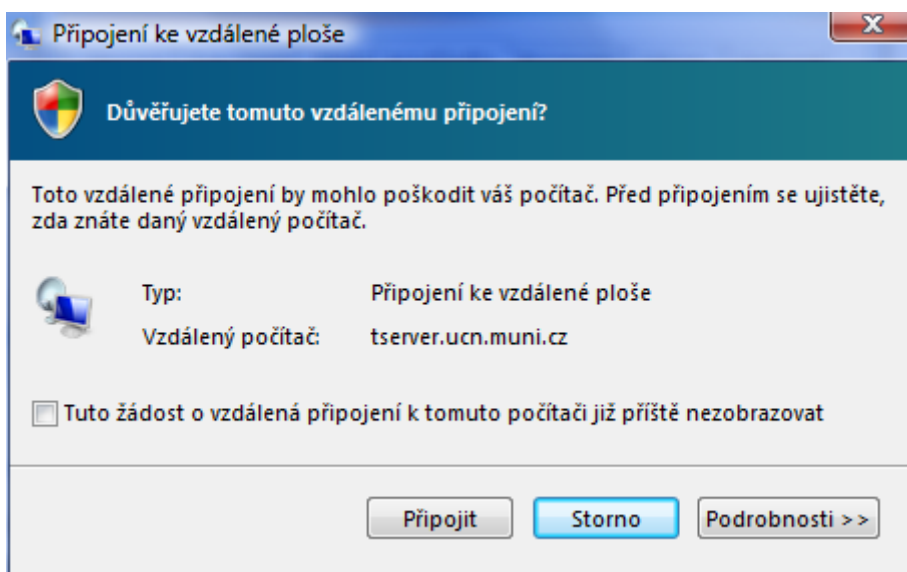 Připojení ke vzdálené ploše
Důvěřujete tomuto vzdálenému připojení?
Toto vzdálené připojení by mohlo poškodit váš počítač. Před připojením se ujistěte,
zda znáte daný vzdálený počítač.
Typ: Připojení ke vzdálené ploše
Vzdálený počítač: tserver.ucn.muni.cz
Tuto žádost o vzdálená připojení k tomuto počítači již příště nezobrazovat
Připojit Storno Podrobnosti >>